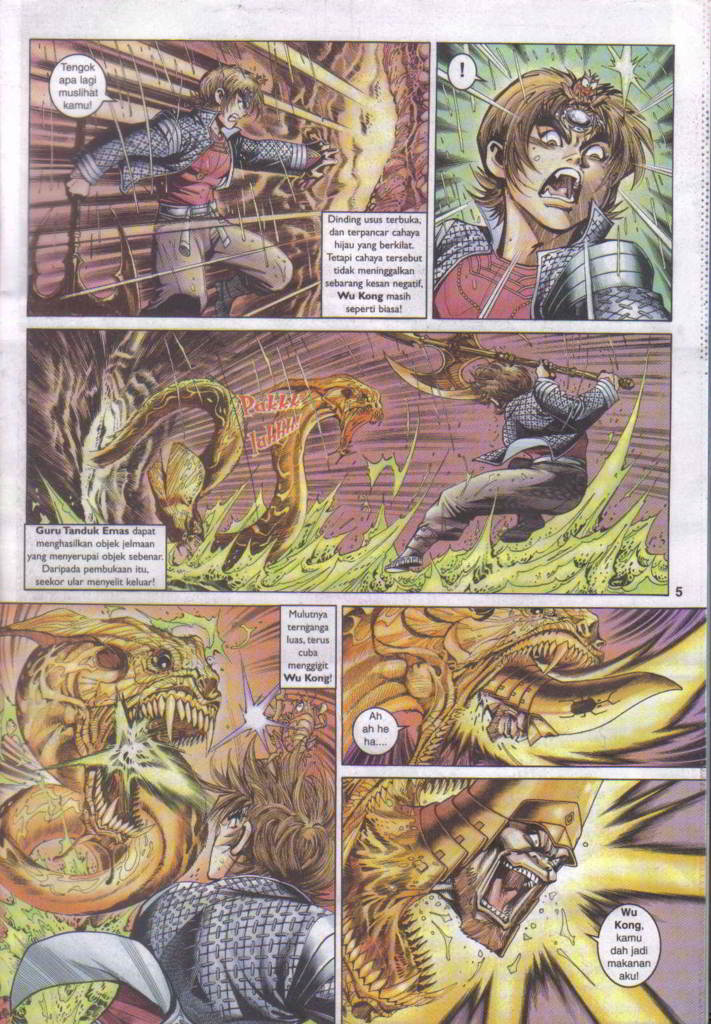 Tengok
apa lagi
muslihat
kamu!
Dinding usus terbuka,
dan terpancar cahaya
hijau yang berkilat.
Tetapi cahaya tersebut
tidak meninggalkan
sebarang kesan negatif,
Wu Kong masih
seperti biasa!
!
Pakkk
Iahhhh
Guru Tanduk Emas dapat
menghasilkan objek jelmaan
yang menyerupai objek sebenar.
Daripada pembukaan itu,
seekor ular menyelit keluar!
5
Mulutnya
ternganga
luas, terus
cuba
menggigit
Wu Kong!
Ah
ah he
ha....
Wu
Kong,
kamu
dah jadi
makanan
aku!